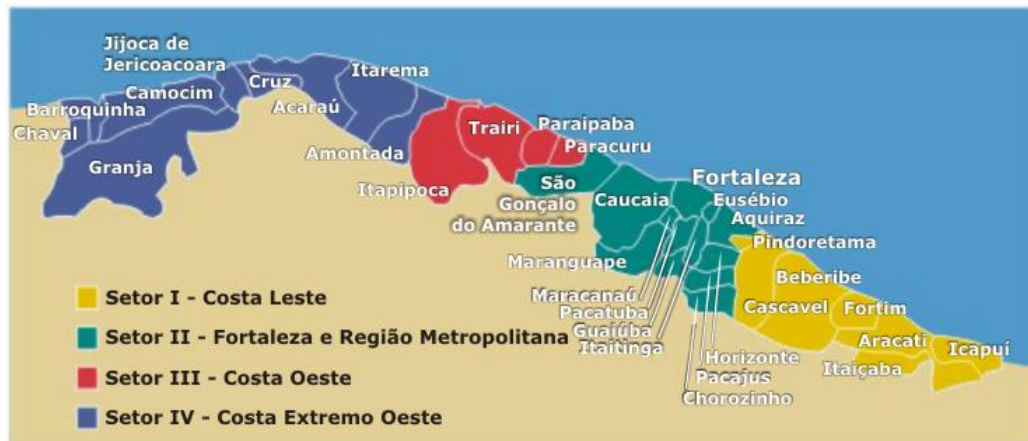 Jijoca de
Jericoacoara
Itarema
Cruz
Camocim
Barroquinha
Acaraú
Chaval
Trairi
Paraipaba
Paracuru
Amontada
Granja
Fortaleza
Itapipoca
São
Gonçalo
do Amarante
Caucaia
Eusébio
Aquiraz
Pindoretama
Maranguape
Beberibe
Maracanaú
Pacatuba
Guaiúba
Itaitinga
Cascavel
Fortim
Aracati
Icapuí
Itaiçaba
Horizonte
Pacajus
Chorozinho
Setor I - Costa Leste
Setor II - Fortaleza e Região Metropolitana
Setor III - Costa Oeste
Setor IV - Costa Extremo Oeste